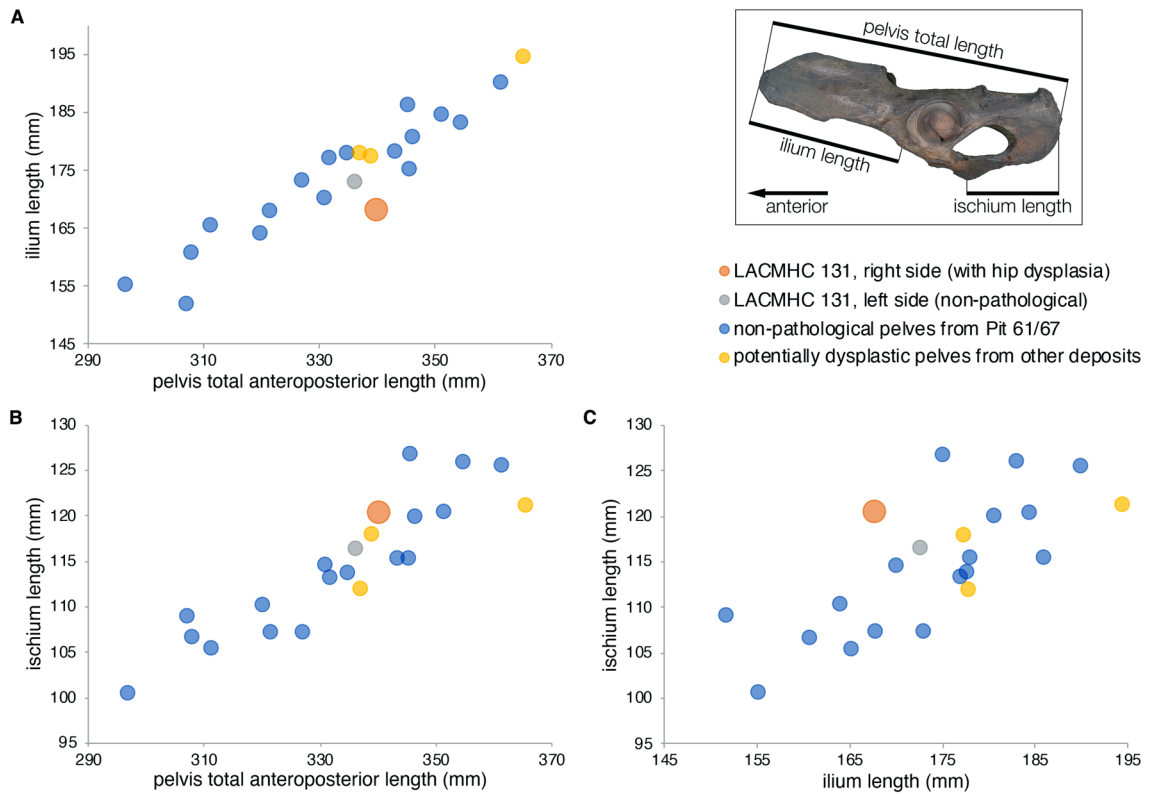 A
195
185
175
165
155
145
ilium length (mm)
290
310
330
350
370
pelvis total anteroposterior length (mm)
pelvis total length
ilium length
anterior
ischium length
LACMHC 131, right side (with hip dysplasia)
LACMHC 131, left side (non-pathological)
non-pathological pelves from Pit 61/67
potentially dysplastic pelves from other deposits
B
130
125
120
115
110
105
100
95
ischium length (mm)
290
310
330
350
370
pelvis total anteroposterior length (mm)
C
130
125
120
115
110
105
100
95
ischium length (mm)
145
155
165
175
185
195
ilium length (mm)